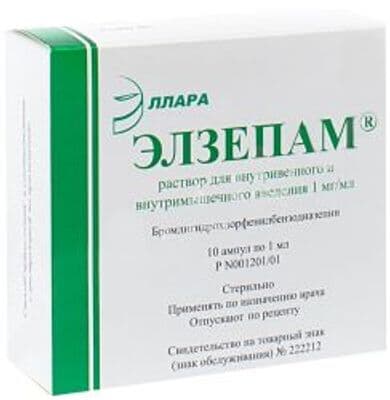 ЭЛЛАРА
ЭЛЗЕПАМ®
раствор для внутривенного и
внутримышечного введения 1 мг/мл
Бромдигидрохлорфенилбензодиазепин
10 ампул по 1 мл
Р N001201/01
Стерильно
Применять по назначению врача
Отпускают по рецепту
Свидетельство на товарный знак
(знак обслуживания) № 222212